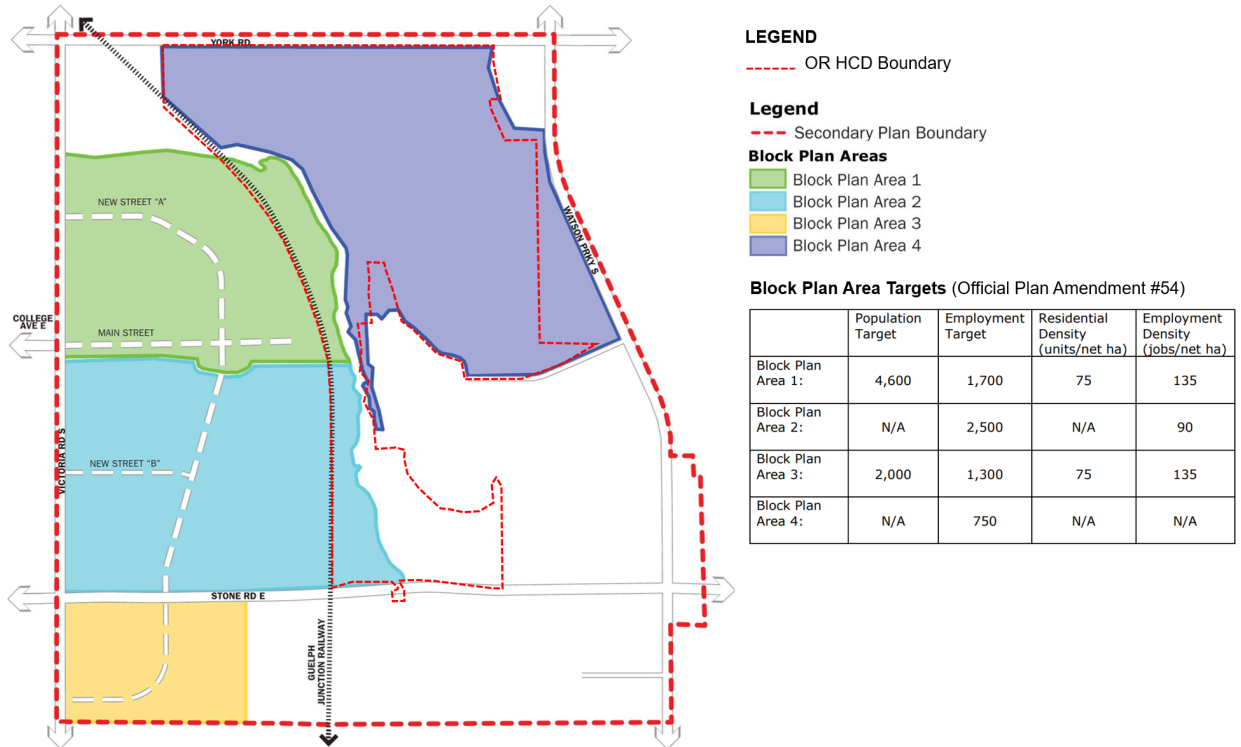 YORK RD
NEW STREET “A”
WATSON PRKY S
COLLEGE
AVE E
MAIN STREET
VICTORIA RD S
NEW STREET “B”
STONE RD E
GUELPH
JUNCTION RAILWAY
LEGEND
OR HCD Boundary
Legend
Secondary Plan Boundary
Block Plan Areas
Block Plan Area 1
Block Plan Area 2
Block Plan Area 3
Block Plan Area 4
Block Plan Area Targets (Official Plan Amendment #54)
Population Employment Residential Employment
Target Target Density Density
(units/net ha) (jobs/net ha)
Block Plan
Area 1: 4,600 1,700 75 135
Block Plan
Area 2: N/A 2,500 N/A 90
Block Plan
Area 3: 2,000 1,300 75 135
Block Plan
Area 4: N/A 750 N/A N/A